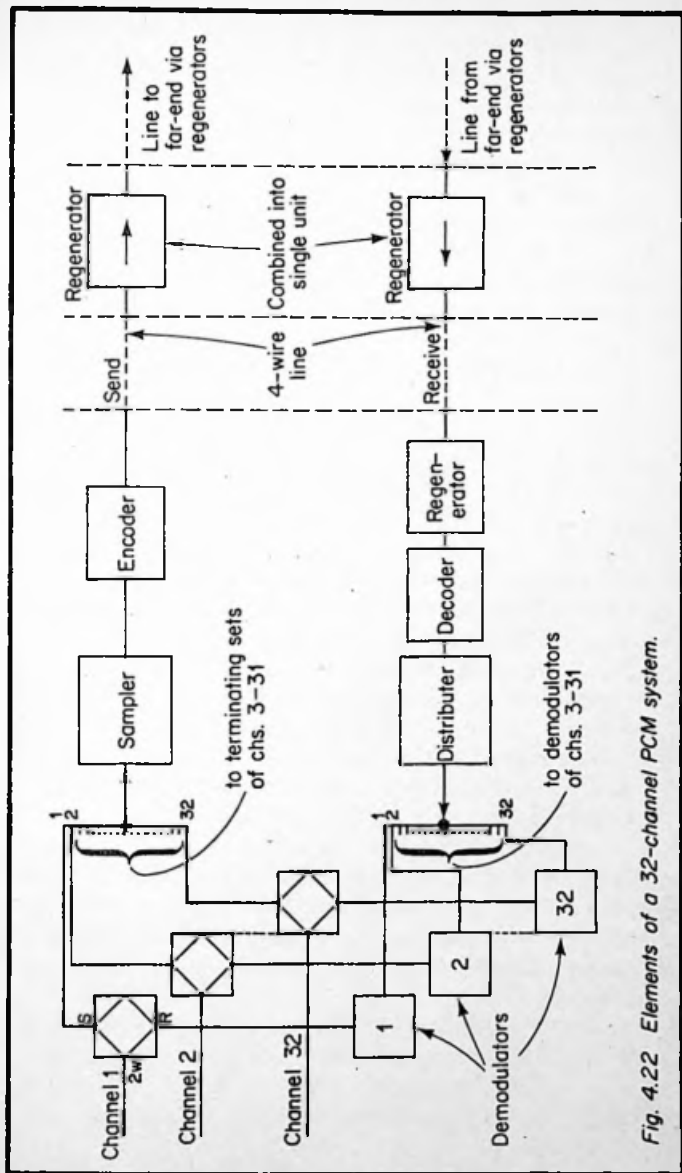 Channel 1
2w
S
R
Channel 2
Channel 32
1
2
32
to terminating sets
of chs. 3-31
Sampler
Encoder
Send
Regenerator
Line to
far-end via
regenerators
4-wire
line
Combined into
single unit
1
2
32
Demodulators
1
2
32
to demodulators
of chs. 3-31
Distributer
Decoder
Regen-
erator
Receive
Regenerator
Line from
far-end via
regenerators
Fig. 4.22 Elements of a 32-channel PCM system.